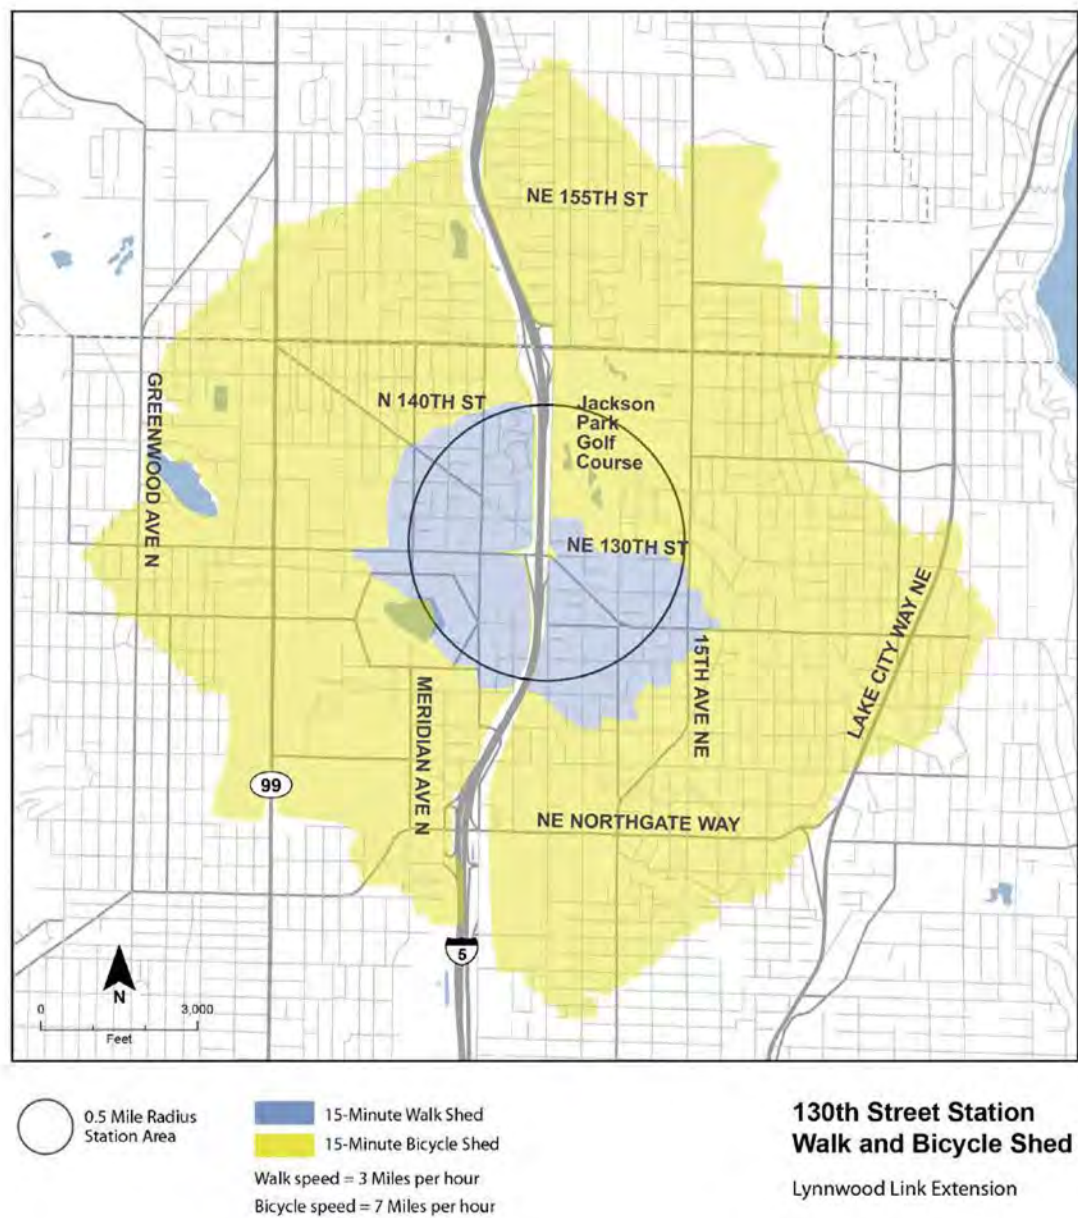 NE 155TH ST
N 140TH ST
Jackson
Park
Golf
Course
GREENWOOD AVE N
NE 130TH ST
LAKE CITY WAY NE
15TH AVE NE
MERIDIAN AVE N
99
NE NORTHGATE WAY
5
N
0 3,000
Feet
0.5 Mile Radius
Station Area
15-Minute Walk Shed
15-Minute Bicycle Shed
Walk speed = 3 Miles per hour
Bicycle speed = 7 Miles per hour
130th Street Station
Walk and Bicycle Shed
Lynnwood Link Extension